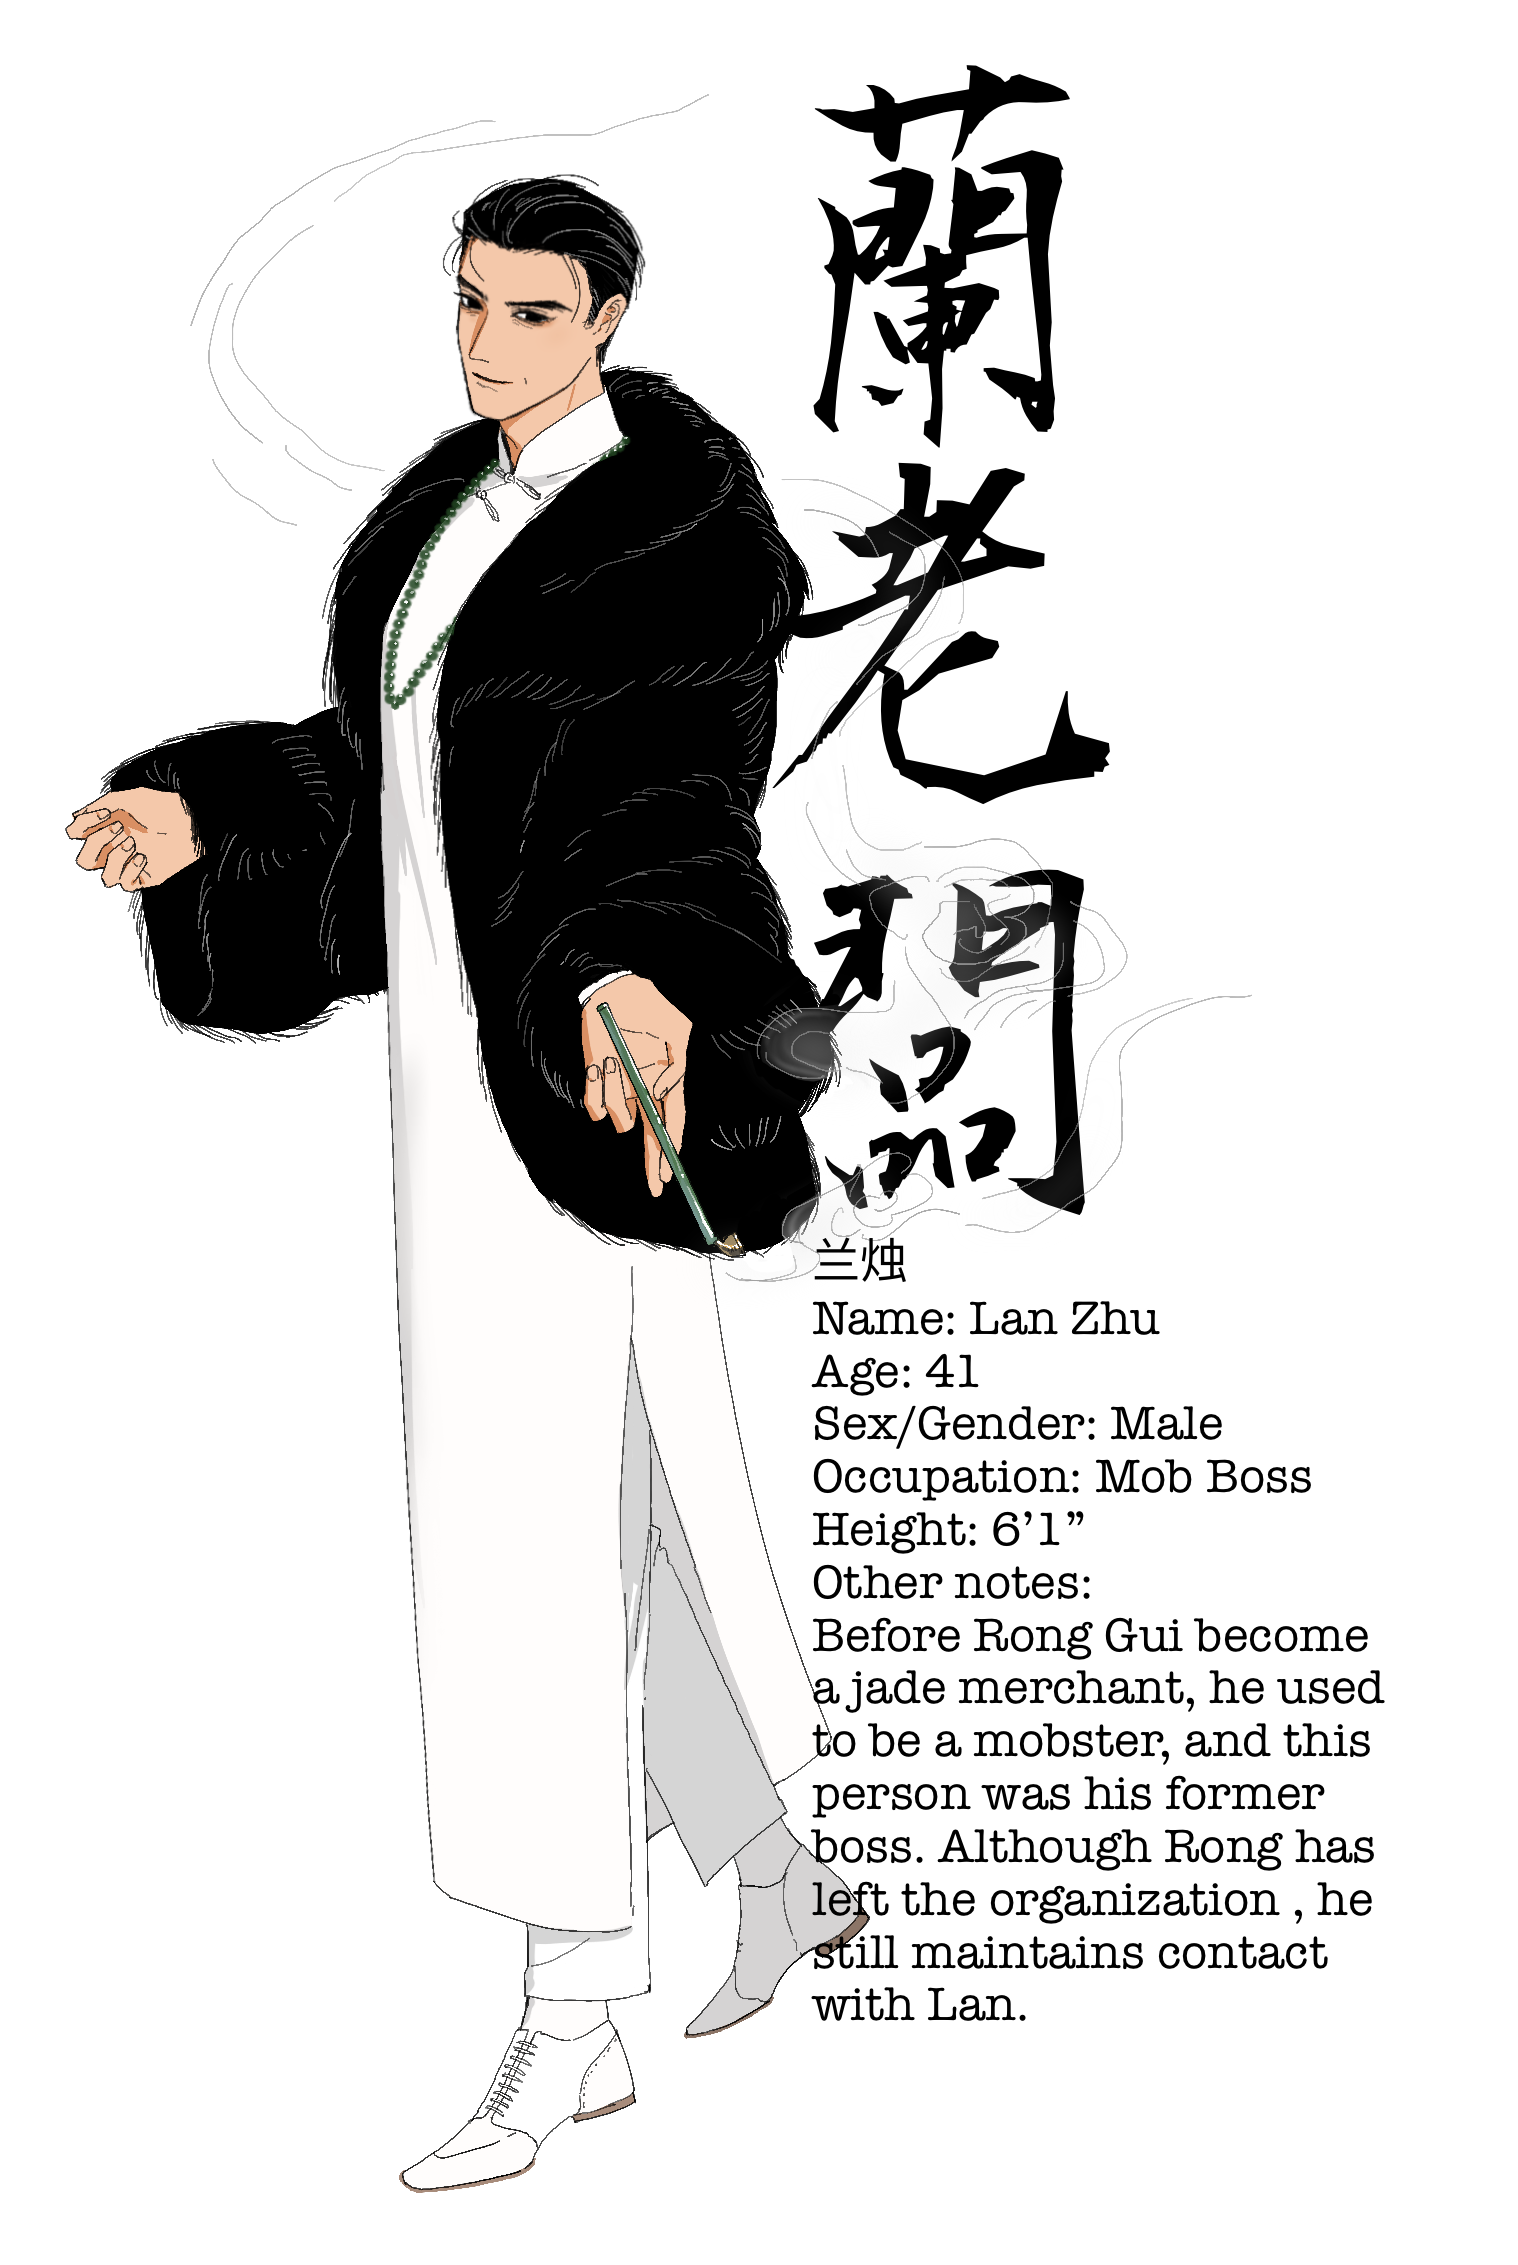 蘭老闆
兰烛
Name: Lan Zhu
Age: 41
Sex/Gender: Male
Occupation: Mob Boss
Height: 6’1”
Other notes:
Before Rong Gui become
a jade merchant, he used
to be a mobster, and this
person was his former
boss. Although Rong has
left the organization , he
still maintains contact
with Lan.